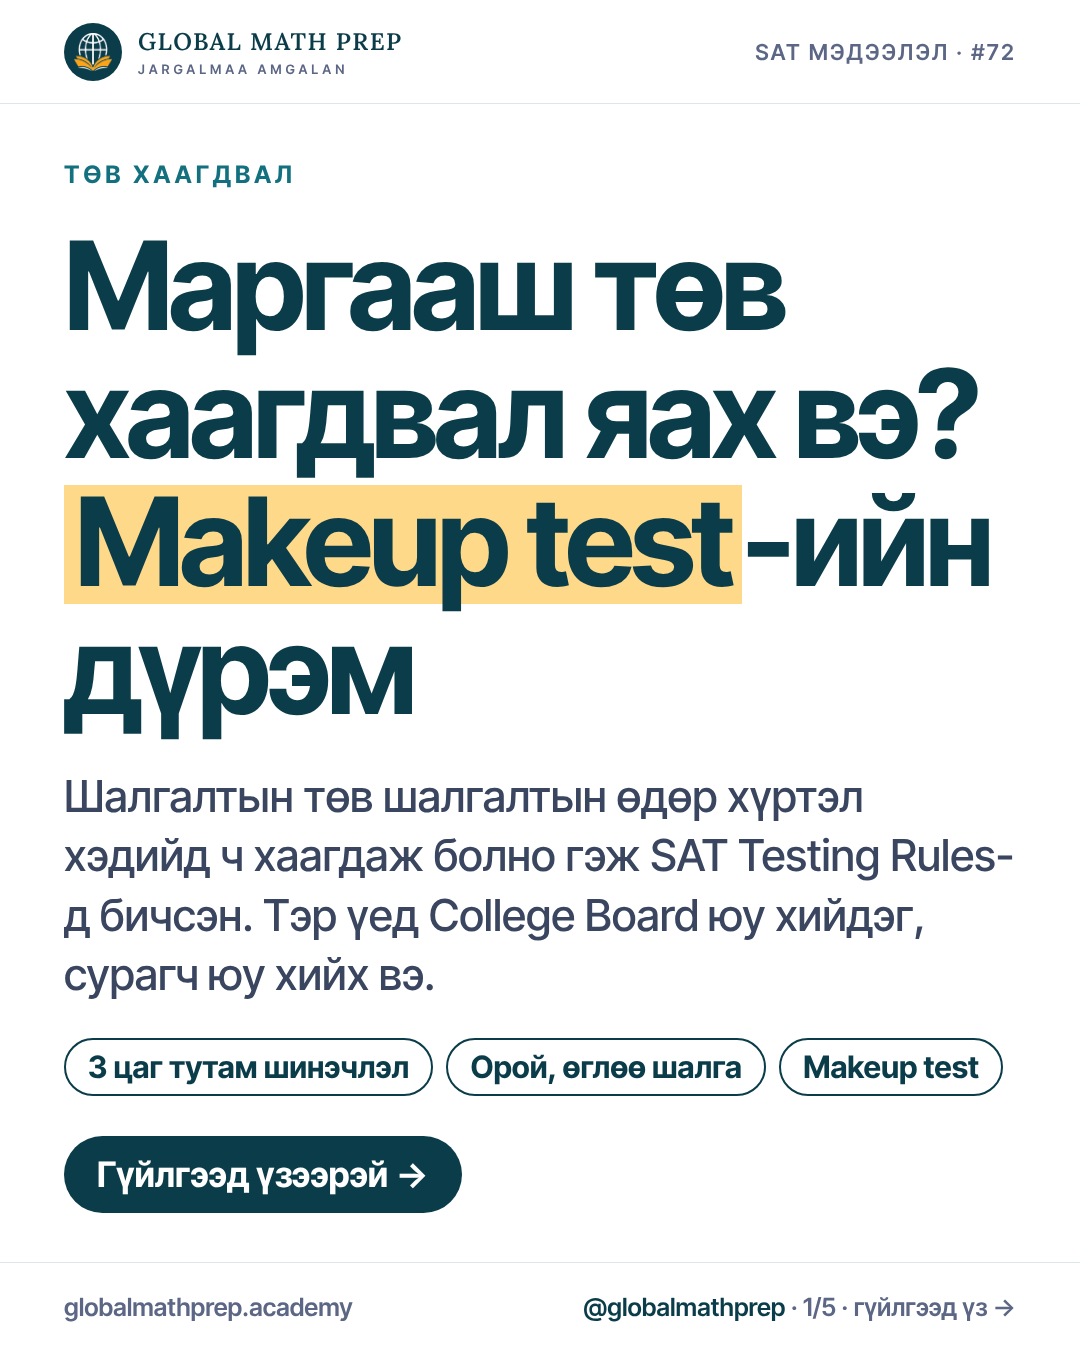 GLOBAL MATH PREP
JARGALMAA AMGALAN
SAT МЭДЭЭЛЭЛ · #72
ТӨВ ХААГДВАЛ
Маргааш төв
хаагдвал яах вэ?
Makeup test-ийн
дүрэм
Шалгалтын төв шалгалтын өдөр хүртэл
хэдийд ч хаагдаж болно гэж SAT Testing Rules-
д бичсэн. Тэр үед College Board юу хийдэг,
сурагч юу хийх вэ.
3 цаг тутам шинэчлэл
Орой, өглөө шалга
Makeup test
Гүйлгээд үзээрэй →
globalmathprep.academy
@globalmathprep · 1/5 · гүйлгээд үз →